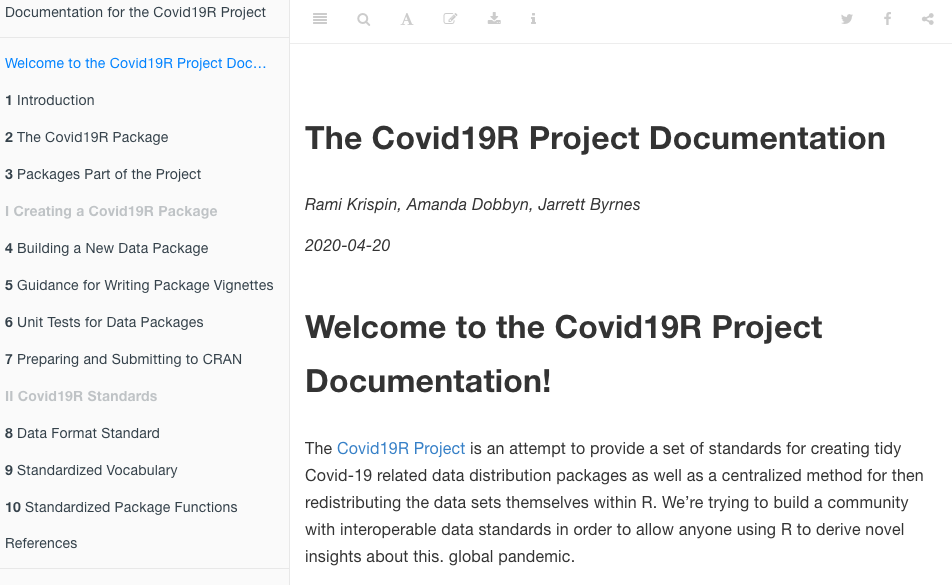 Documentation for the Covid19R Project
Welcome to the Covid19R Project Doc…
1 Introduction
2 The Covid19R Package
3 Packages Part of the Project
I Creating a Covid19R Package
4 Building a New Data Package
5 Guidance for Writing Package Vignettes
6 Unit Tests for Data Packages
7 Preparing and Submitting to CRAN
II Covid19R Standards
8 Data Format Standard
9 Standardized Vocabulary
10 Standardized Package Functions
References
The Covid19R Project Documentation
Rami Krispin, Amanda Dobbyn, Jarrett Byrnes
2020-04-20
Welcome to the Covid19R Project
Documentation!
The Covid19R Project is an attempt to provide a set of standards for creating tidy
Covid-19 related data distribution packages as well as a centralized method for then
redistributing the data sets themselves within R. We’re trying to build a community
with interoperable data standards in order to allow anyone using R to derive novel
insights about this. global pandemic.